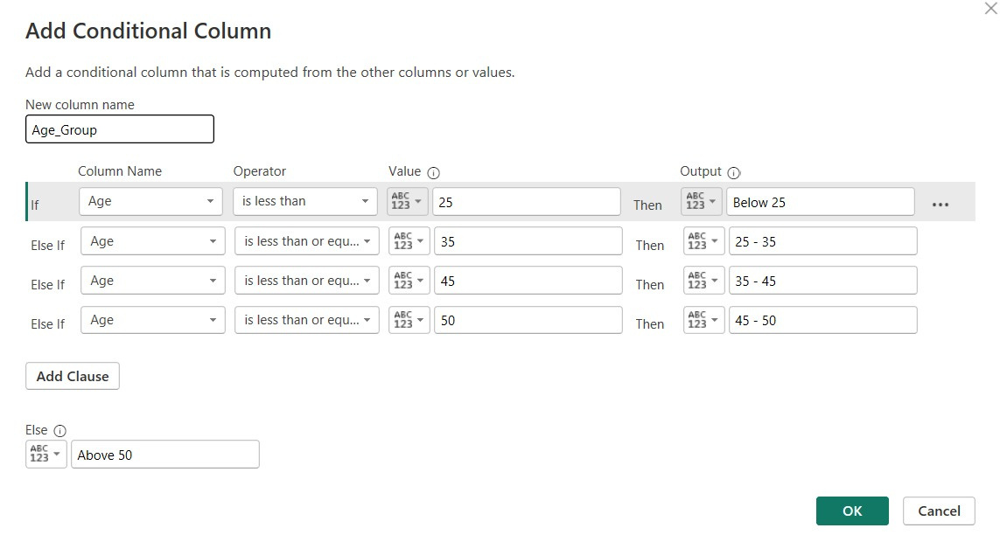 Add Conditional Column
Add a conditional column that is computed from the other columns or values.
New column name
Age_Group
Column Name Operator Value Output
If Age is less than ABC 123 25 Then ABC 123 Below 25 ...
Else If Age is less than or equ... ABC 123 35 Then ABC 123 25 - 35
Else If Age is less than or equ... ABC 123 45 Then ABC 123 35 - 45
Else If Age is less than or equ... ABC 123 50 Then ABC 123 45 - 50
Add Clause
Else
ABC 123 Above 50
OK Cancel